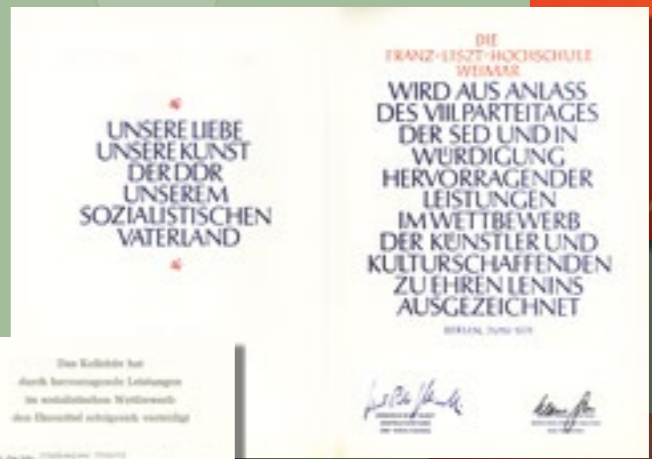 UNSERE LIEBE
UNSERE KUNST
DER DDR
UNSEREM
SOZIALISTISCHEN
VATERLAND
DIE
FRANZ-LISZT-HOCHSCHULE
WEIMAR
WIRD AUS ANLASS
DES VIII.PARTEITAGES
DER SED UND IN
WÜRDIGUNG
HERVORRAGENDER
LEISTUNGEN
IM WETTBEWERB
DER KÜNSTLER UND
KULTURSCHAFFENDEN
ZU EHREN LENINS
AUSGEZEICHNET
BERLIN, JUNI 1971
Das Kollektiv hat
durch hervorragende Leistungen
im sozialistischen Wettbewerb
den Ehrentitel erfolgreich verteidigt